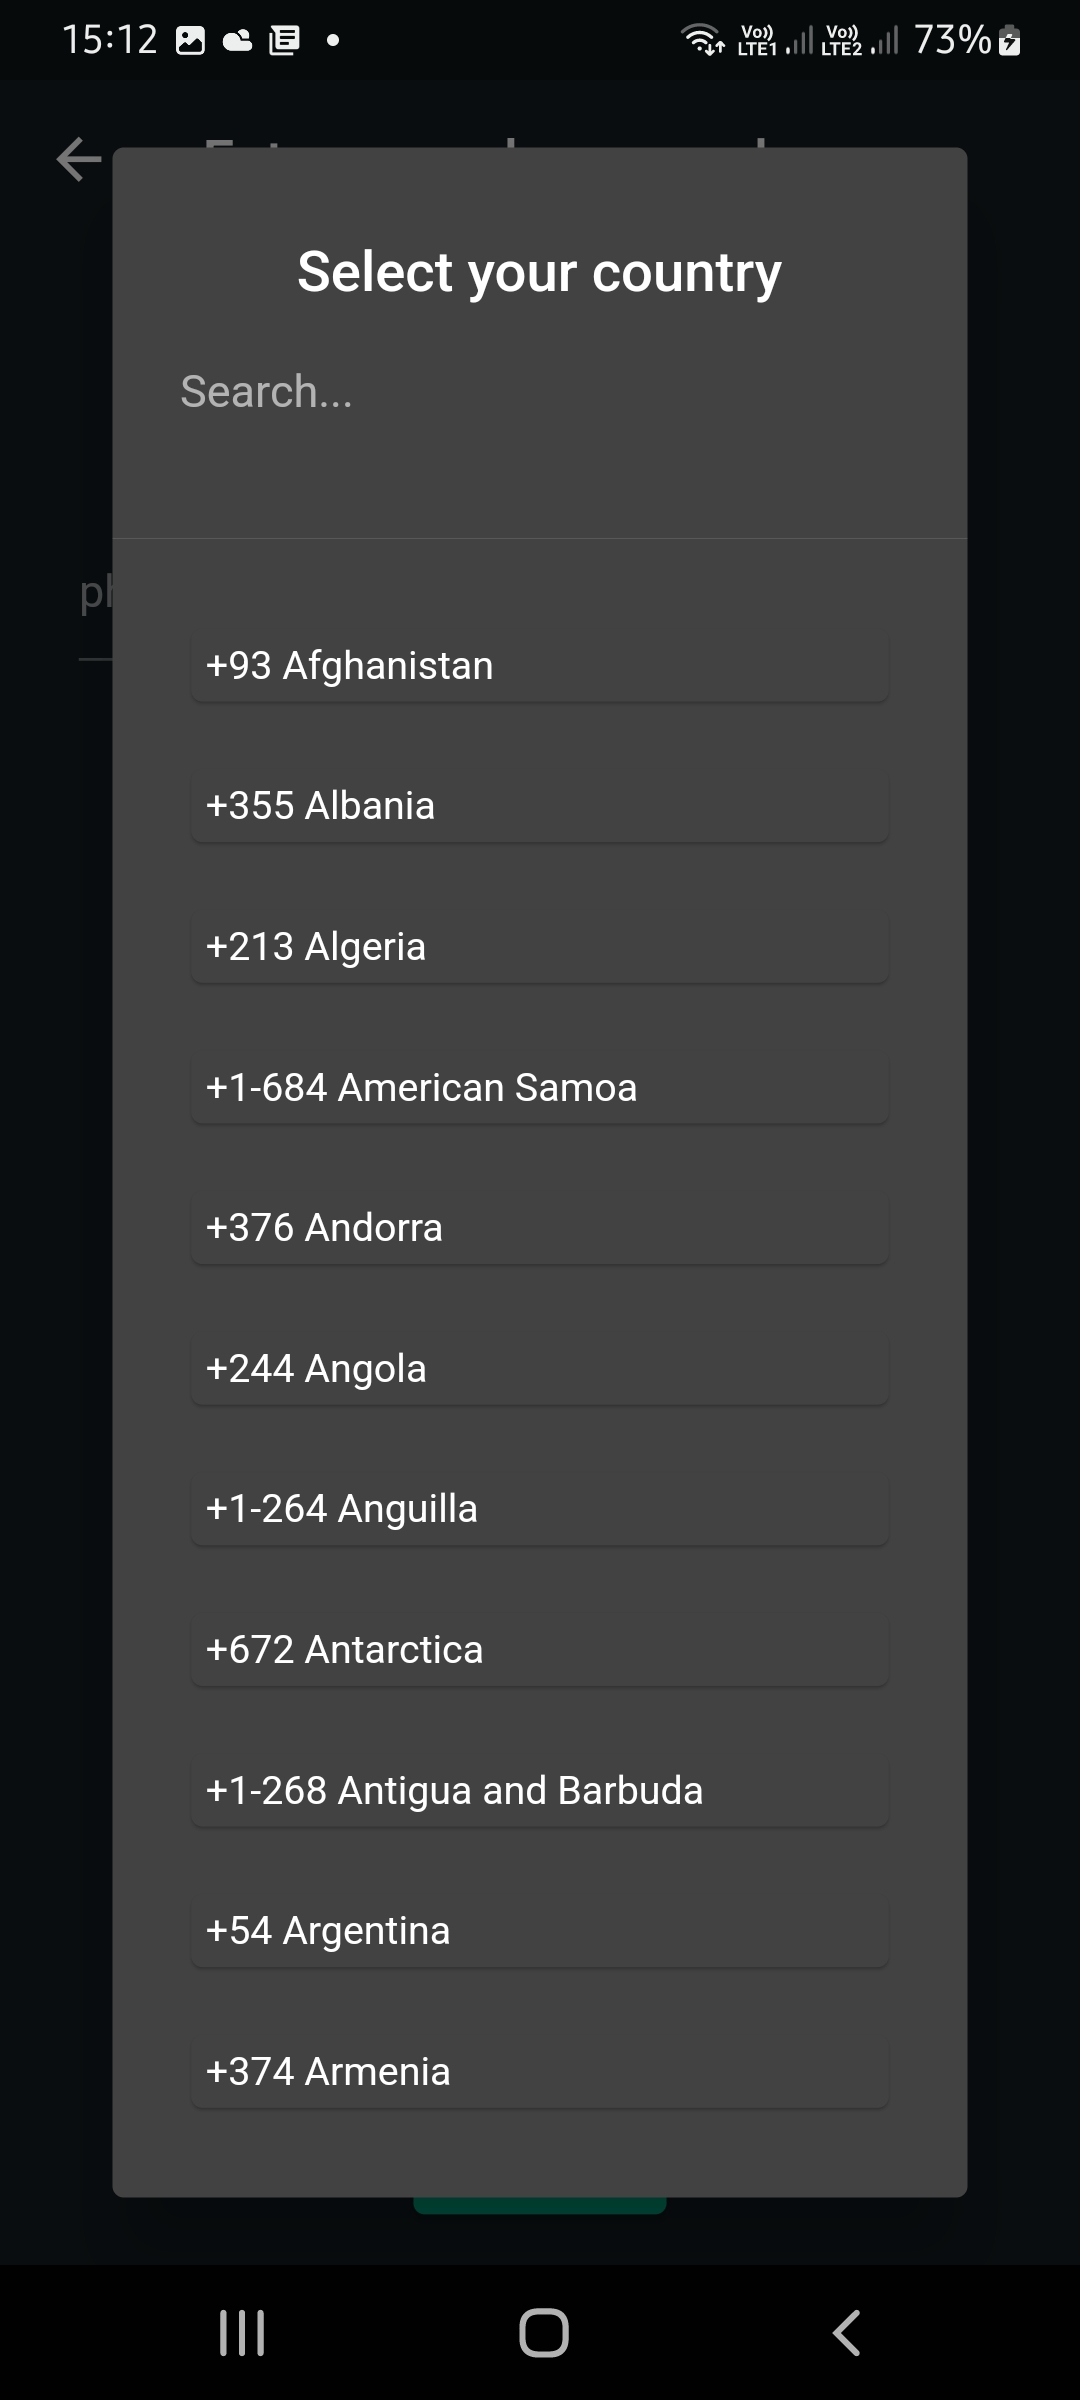 15:12
Vo)) LTE1 Vo)) LTE2 73%
Select your country
Search...
ph
+93 Afghanistan
+355 Albania
+213 Algeria
+1-684 American Samoa
+376 Andorra
+244 Angola
+1-264 Anguilla
+672 Antarctica
+1-268 Antigua and Barbuda
+54 Argentina
+374 Armenia